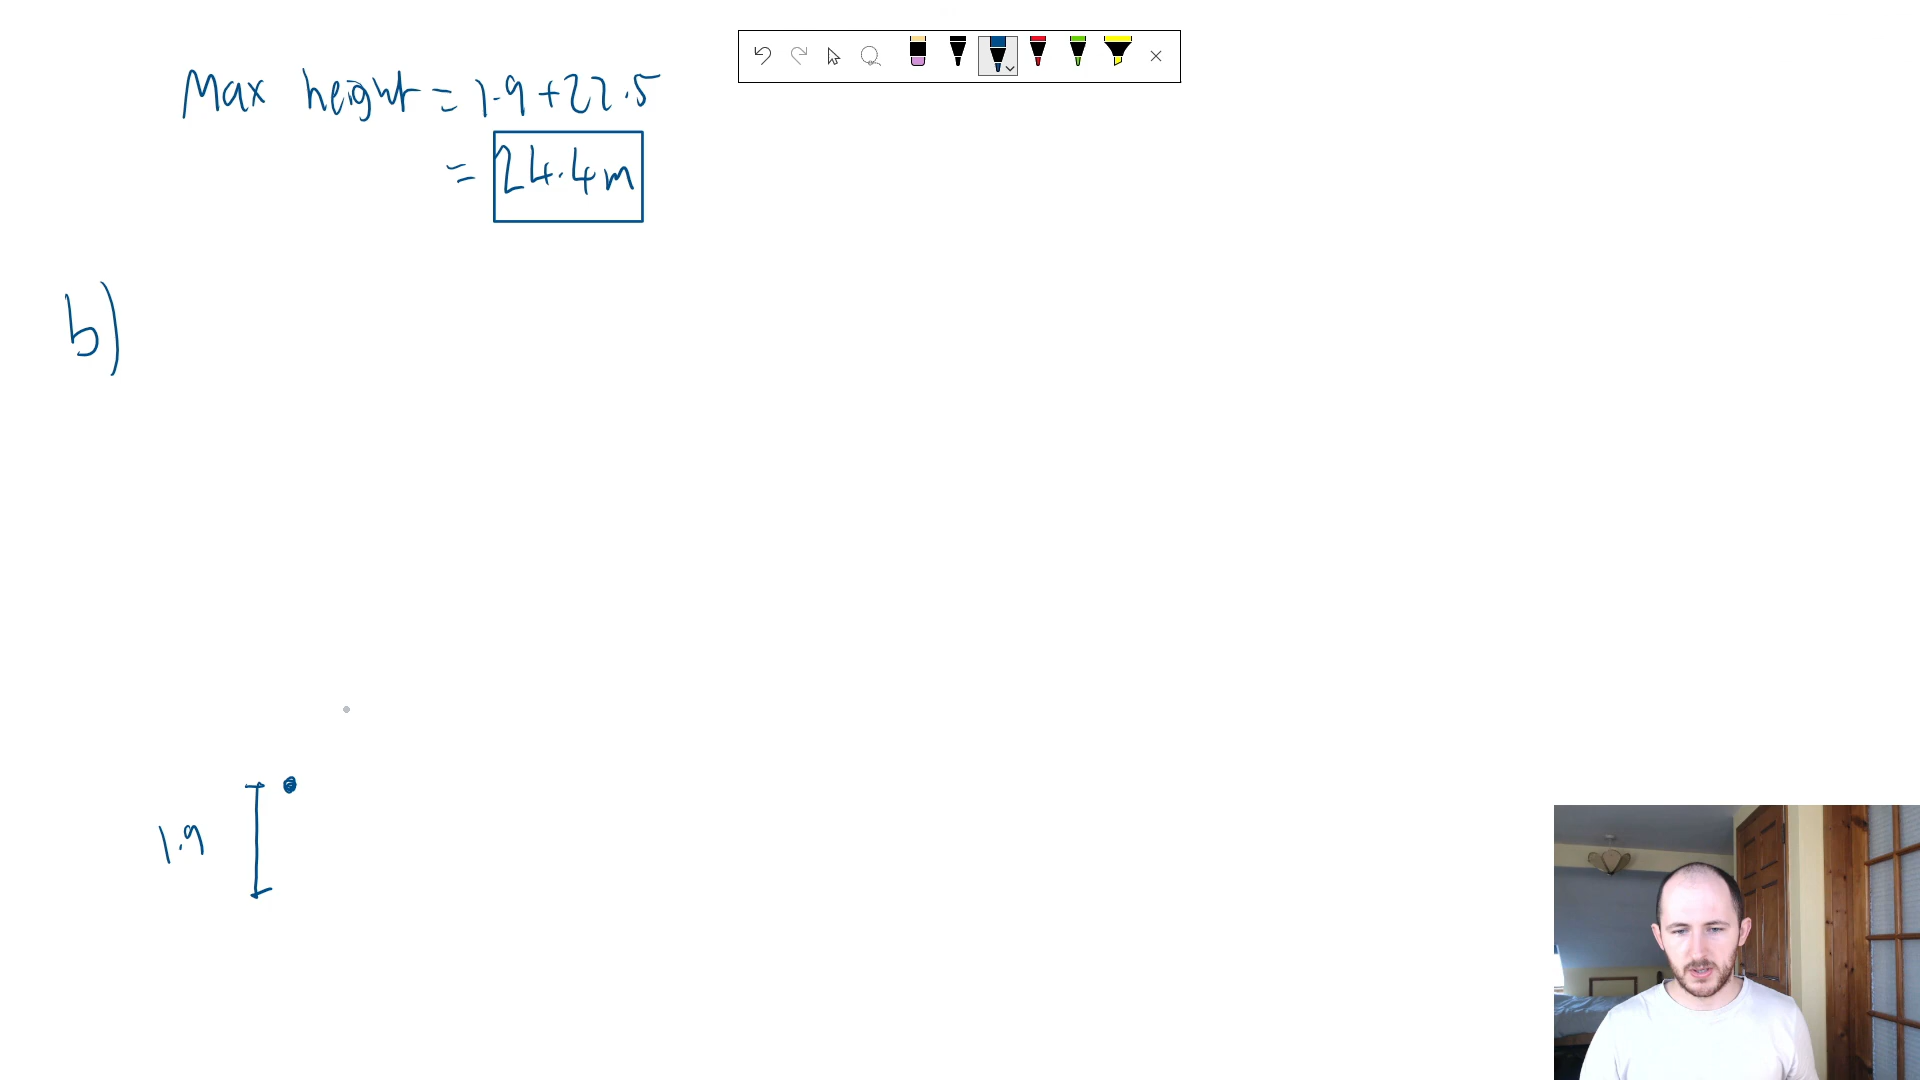 Max height = 1.9 + 22.5
= 24.4m
b)
1.9